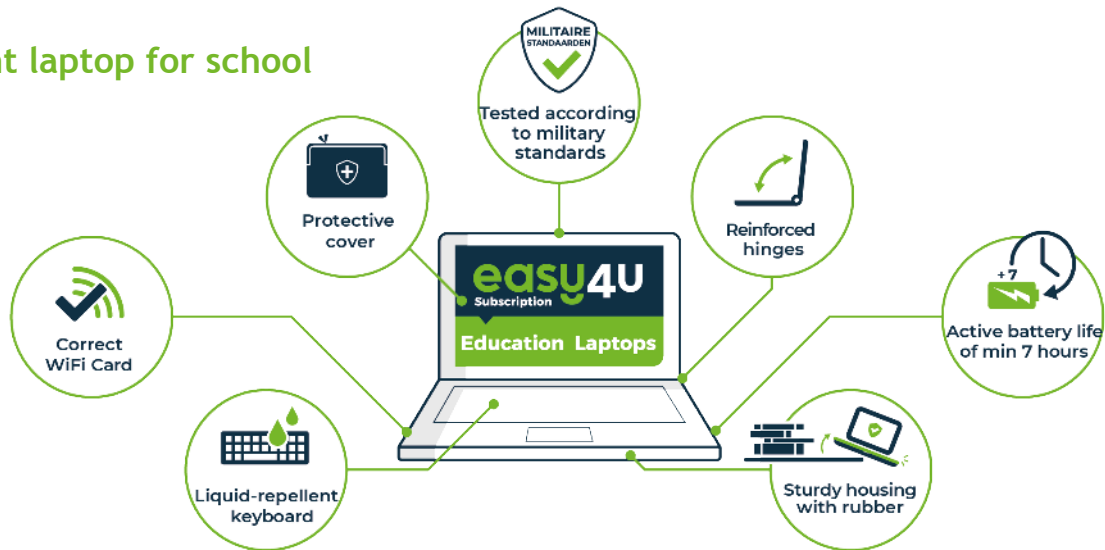 t laptop for school
MILITAIRE
STANDAARDEN
Tested according
to military
standards
Protective
cover
Reinforced
hinges
easy4U
Subscription
Education Laptops
+7
Active battery life
of min 7 hours
Correct
WiFi Card
Liquid-repellent
keyboard
Sturdy housing
with rubber